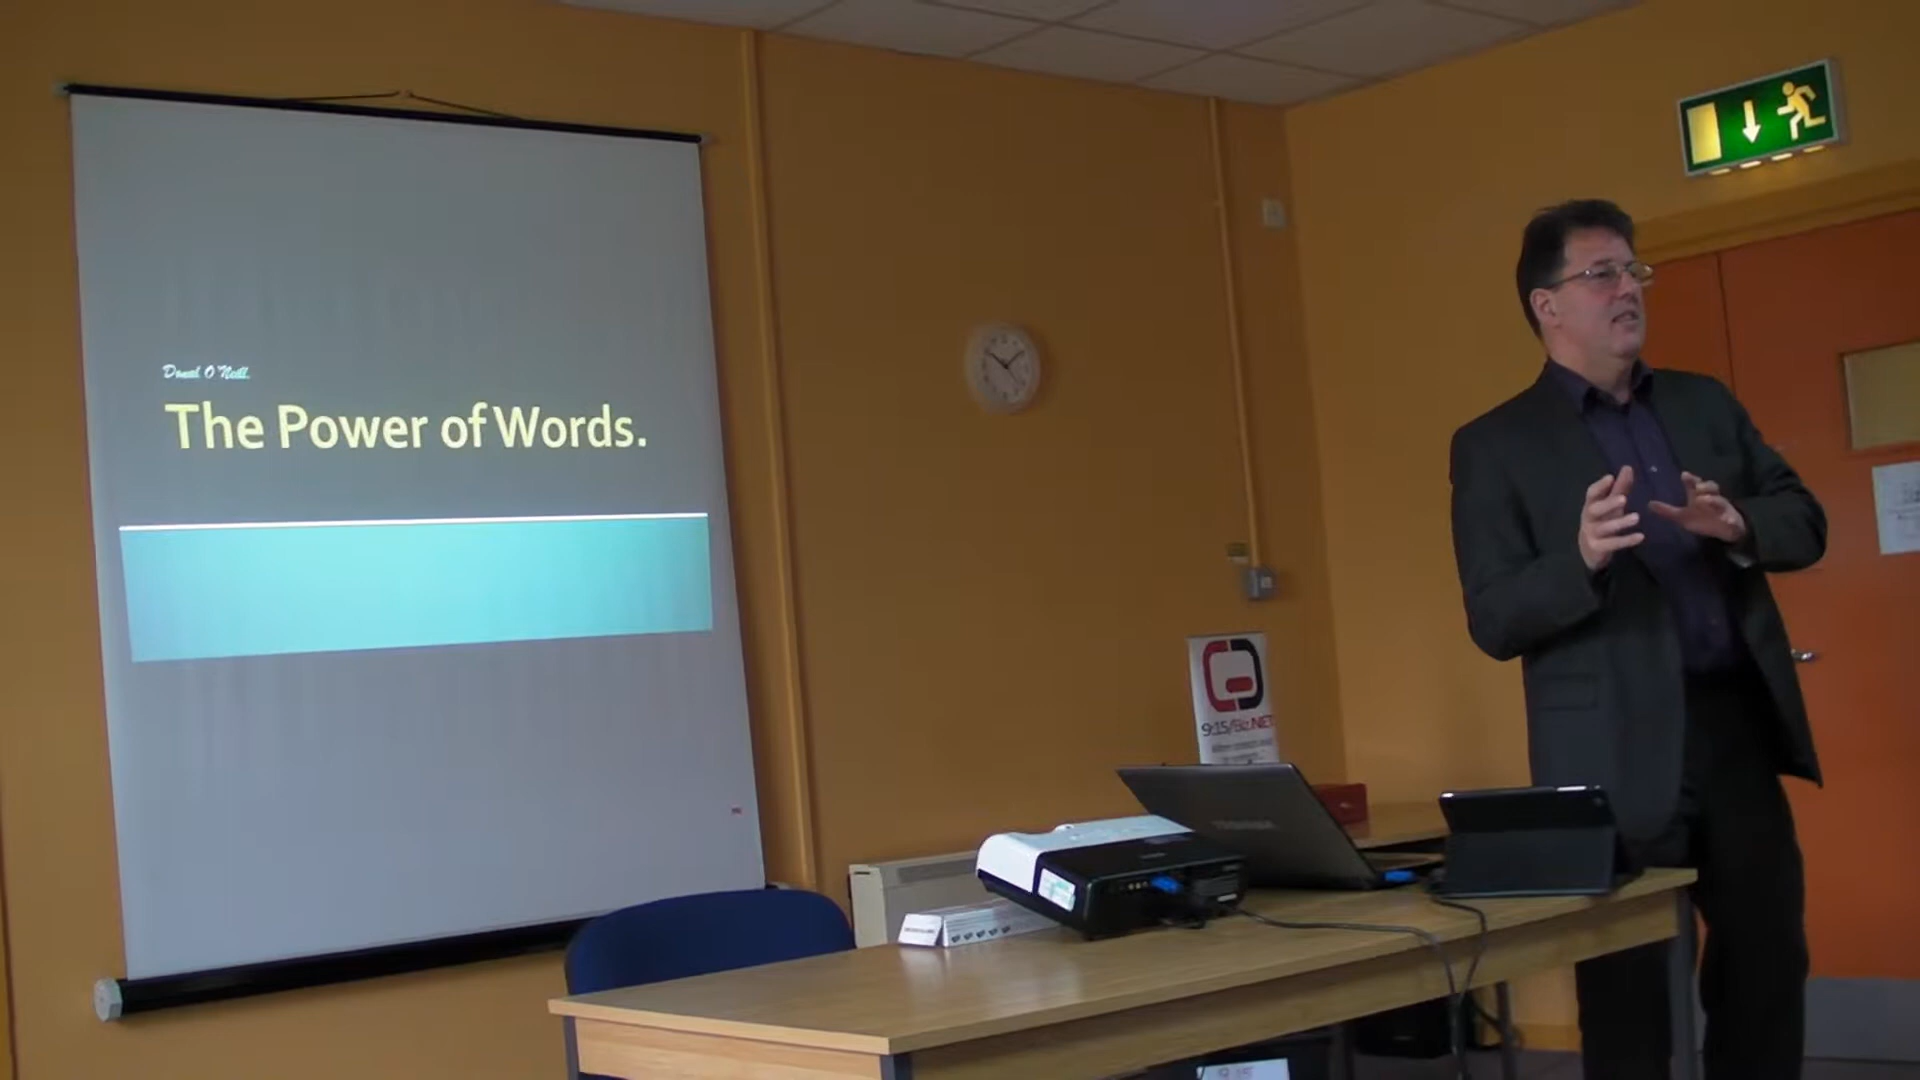 Donal O'Neill.
The Power of Words.
9:15/Biz.NET
TOSHIBA